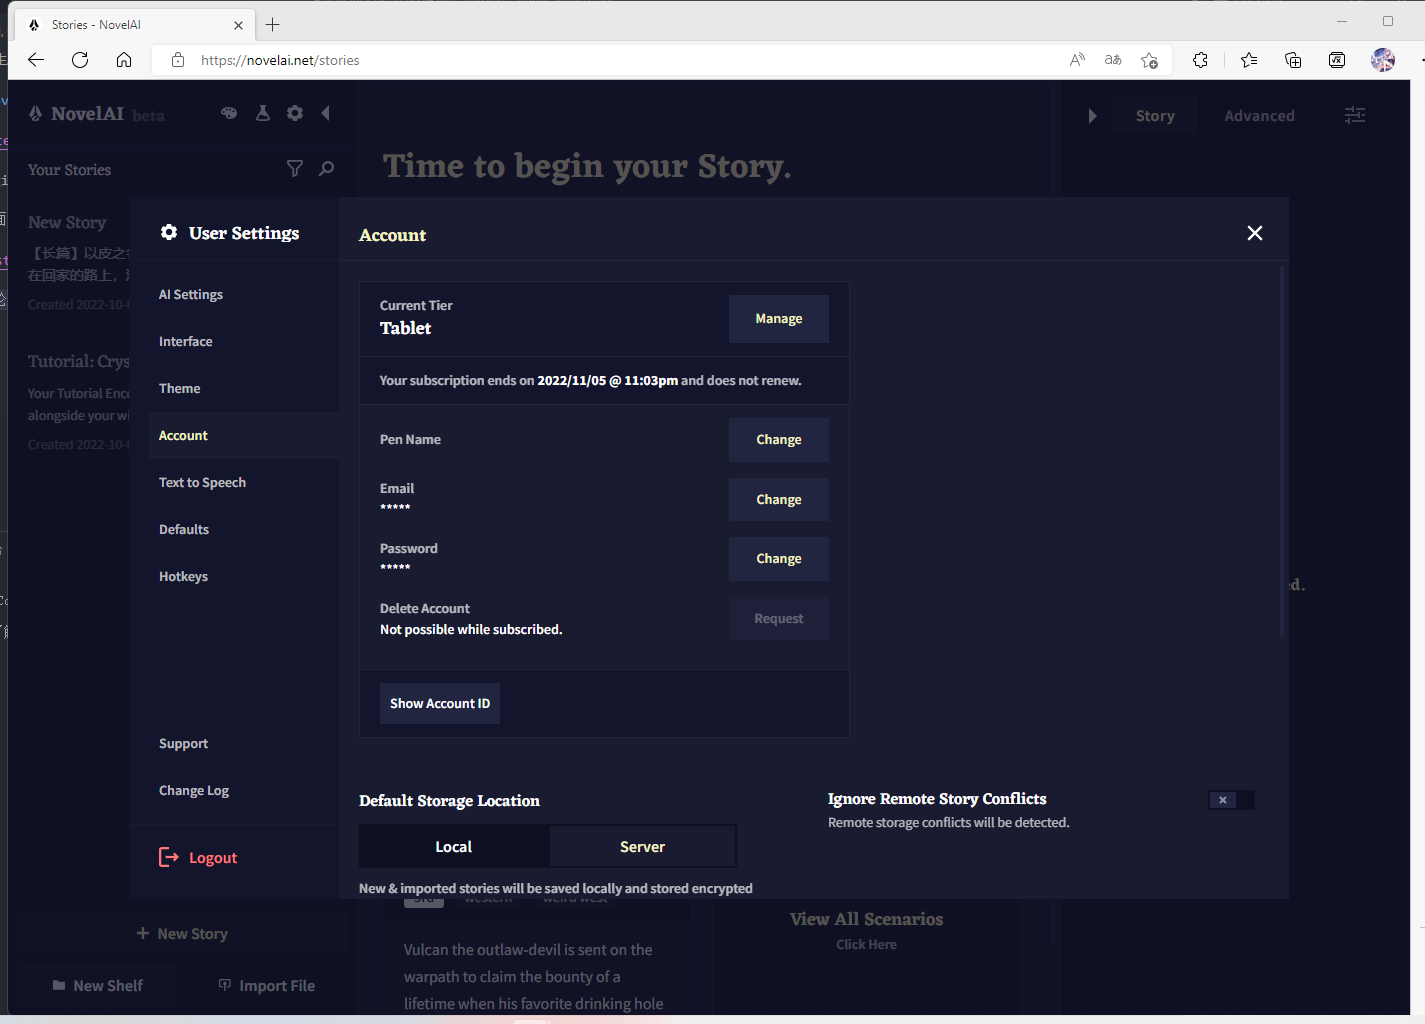 Stories - NovelAI
https://novelai.net/stories
NovelAI beta
Your Stories
New Story
【长篇】以皮之
在回家的路上，
Created 2022-10-
Tutorial: Crys
Your Tutorial Enco
alongside your wi
Created 2022-10-
New Story
New Shelf
Import File
Time to begin your Story.
Story
Advanced
User Settings
AI Settings
Interface
Theme
Account
Text to Speech
Defaults
Hotkeys
Support
Change Log
Logout
Account
Current Tier
Tablet
Manage
Your subscription ends on 2022/11/05 @ 11:03pm and does not renew.
Pen Name
Change
Email
*****
Change
Password
*****
Change
Delete Account
Not possible while subscribed.
Request
Show Account ID
Default Storage Location
Local
Server
New & imported stories will be saved locally and stored encrypted
Ignore Remote Story Conflicts
Remote storage conflicts will be detected.
ed.
western
weird west
Vulcan the outlaw-devil is sent on the
warpath to claim the bounty of a
lifetime when his favorite drinking hole
View All Scenarios
Click Here